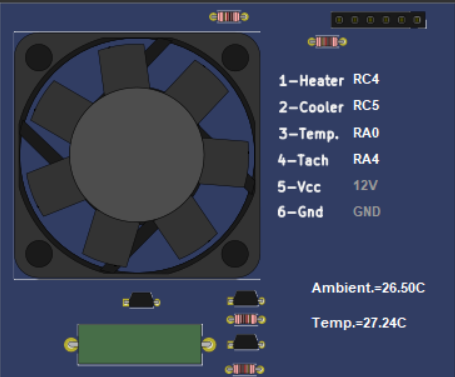 1-Heater RC4
2-Cooler RC5
3-Temp. RA0
4-Tach RA4
5-Vcc 12V
6-Gnd GND
Ambient.=26.50C
Temp.=27.24C